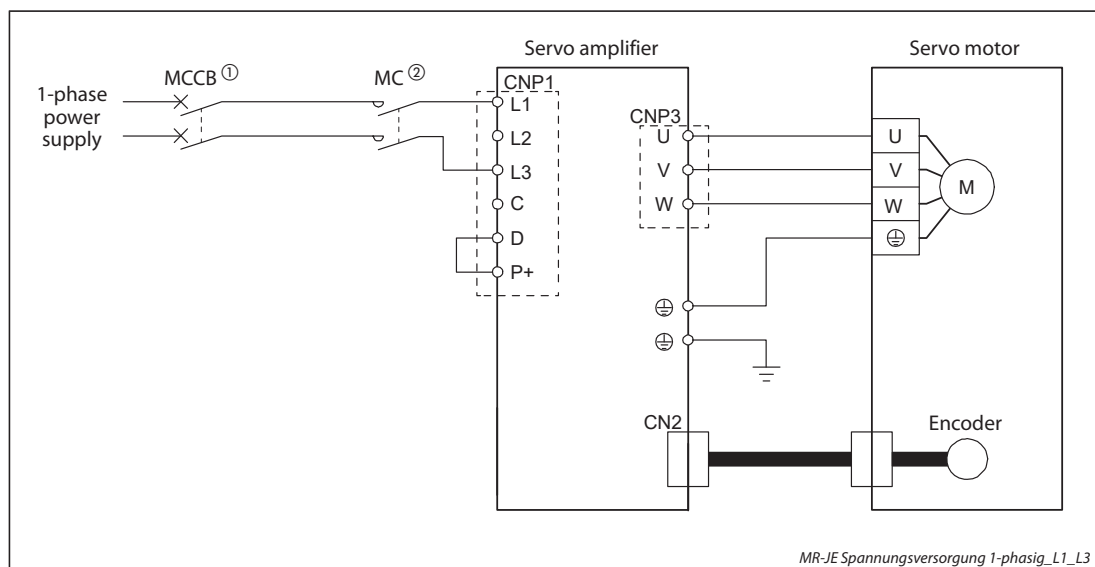 Servo amplifier
Servo motor
MCCB ①
MC ②
CNP1
1-phase
power
supply
L1
L2
L3
C
D
P+
CNP3
U
V
W
U
V
W
M
CN2
Encoder
MR-JE Spannungsversorgung 1-phasig_L1_L3